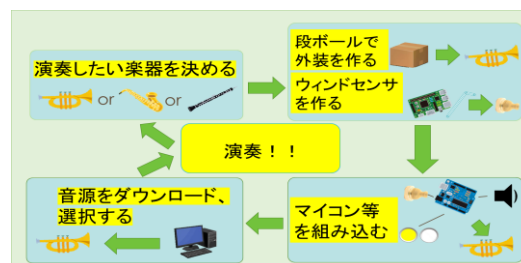 演奏したい楽器を決める
or
or
段ボールで
外装を作る
ウィンドセンサ
を作る
マイコン等
を組み込む
音源をダウンロード、
選択する
演奏！！